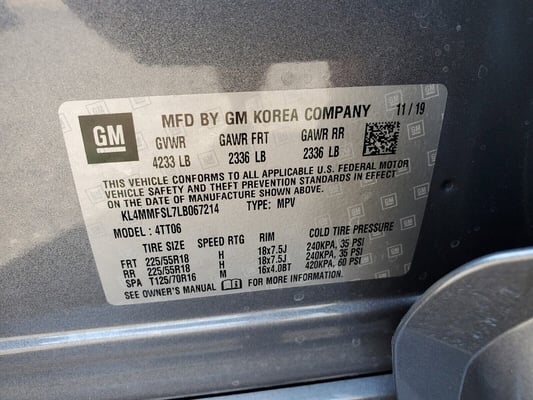 GM
MFD BY GM KOREA COMPANY 11 / 19
GVWR GAWR FRT GAWR RR
4233 LB 2336 LB 2336 LB
THIS VEHICLE CONFORMS TO ALL APPLICABLE U.S. FEDERAL MOTOR
VEHICLE SAFETY AND THEFT PREVENTION STANDARDS IN EFFECT
ON THE DATE OF MANUFACTURE SHOWN ABOVE.
KL4MMFSL7LB067214 TYPE: MPV
MODEL : 4TT06
TIRE SIZE SPEED RTG RIM COLD TIRE PRESSURE
FRT 225/55R18 H 18x7.5J 240KPA, 35 PSI
RR 225/55R18 H 18x7.5J 240KPA, 35 PSI
SPA T125/70R16 M 16x4.0BT 420KPA, 60 PSI
SEE OWNER'S MANUAL FOR MORE INFORMATION.